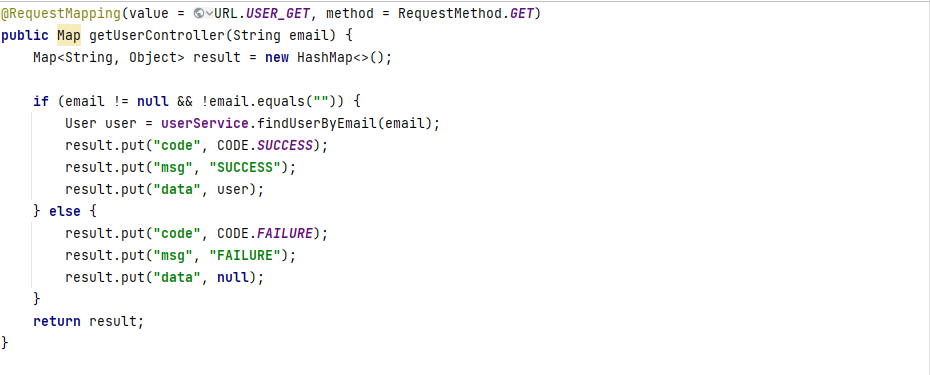 @RequestMapping(value = URL.USER_GET, method = RequestMethod.GET)
public Map getUserController(String email) {
    Map<String, Object> result = new HashMap<>();

    if (email != null && !email.equals("")) {
        User user = userService.findUserByEmail(email);
        result.put("code", CODE.SUCCESS);
        result.put("msg", "SUCCESS");
        result.put("data", user);
    } else {
        result.put("code", CODE.FAILURE);
        result.put("msg", "FAILURE");
        result.put("data", null);
    }
    return result;
}